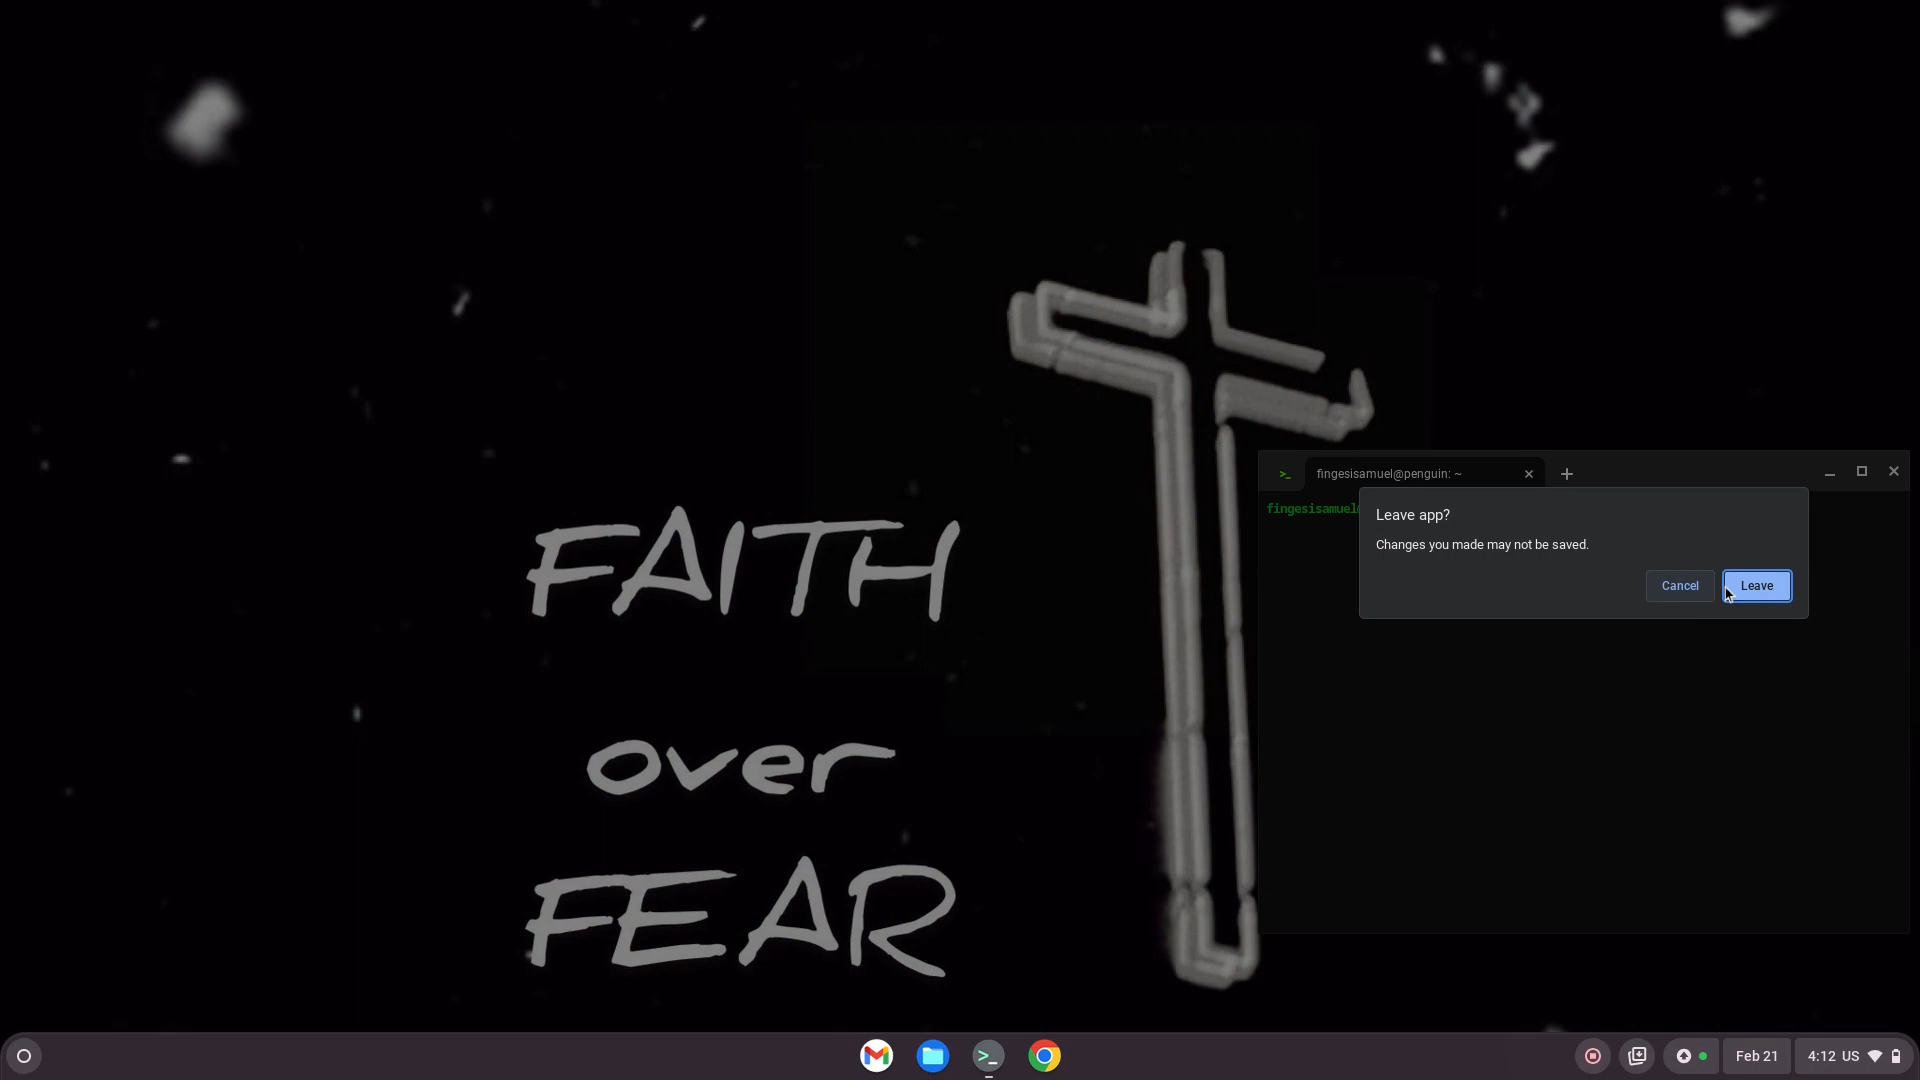 >_ fingesisamuel@penguin: ~
fingesisamuel@
Leave app?
Changes you made may not be saved.
Cancel Leave
FAITH
over
FEAR
>_ Feb 21 4:12 US